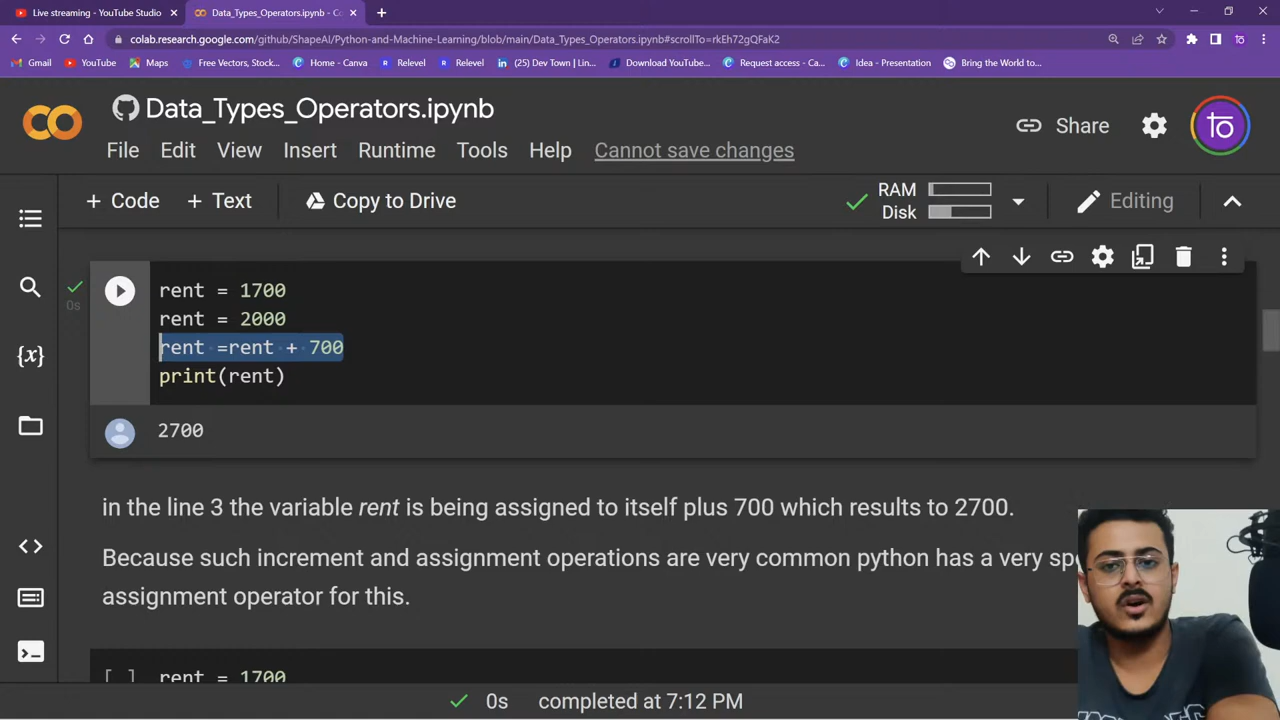 Live streaming - YouTube Studio
Data_Types_Operators.ipynb - Co
colab.research.google.com/github/ShapeAI/Python-and-Machine-Learning/blob/main/Data_Types_Operators.ipynb#scrollTo=rkEh72gQFaK2
Gmail YouTube Maps Free Vectors, Stock... Home - Canva Relevel Relevel (25) Dev Town | Lin... Download YouTube... Request access - Ca... Idea - Presentation Bring the World to...
Data_Types_Operators.ipynb
Share
File Edit View Insert Runtime Tools Help Cannot save changes
+ Code + Text Copy to Drive
RAM
Disk
Editing
rent = 1700
0s
rent = 2000
rent =rent + 700
print(rent)
2700
in the line 3 the variable rent is being assigned to itself plus 700 which results to 2700.
Because such increment and assignment operations are very common python has a very spe
assignment operator for this.
[ ] rent = 1700
0s completed at 7:12 PM